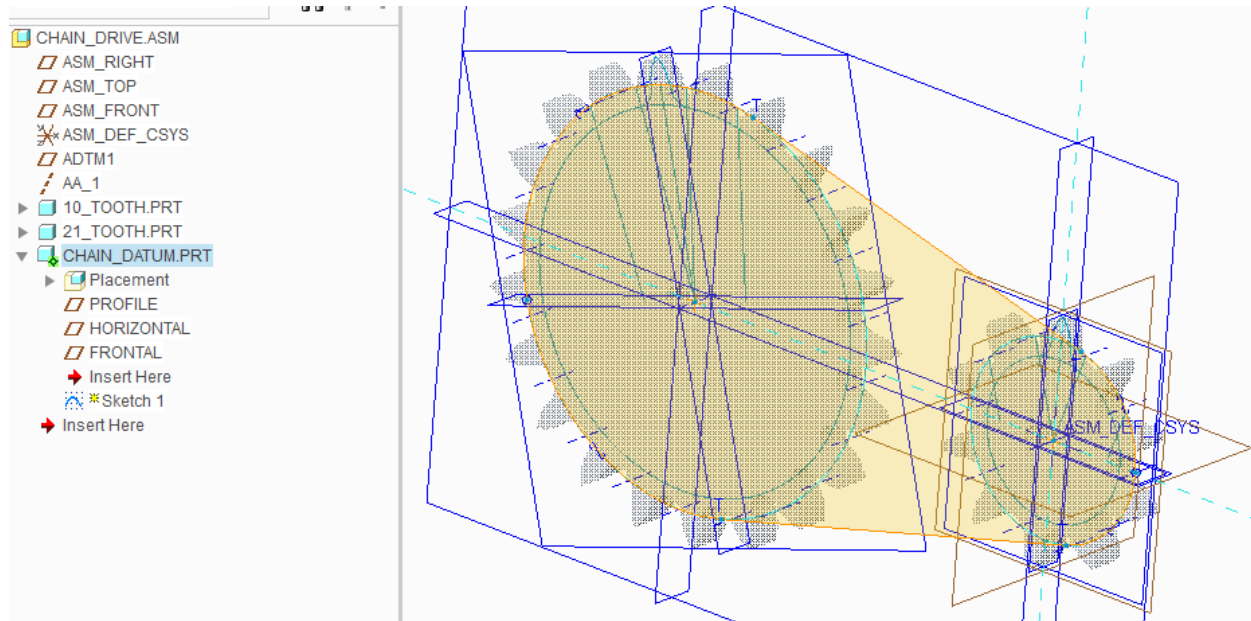 CHAIN_DRIVE.ASM
ASM_RIGHT
ASM_TOP
ASM_FRONT
ASM_DEF_CSYS
ADTM1
AA_1
10_TOOTH.PRT
21_TOOTH.PRT
CHAIN_DATUM.PRT
Placement
PROFILE
HORIZONTAL
FRONTAL
Insert Here
Sketch 1
Insert Here
T
T
ASM_DEF_CSYS